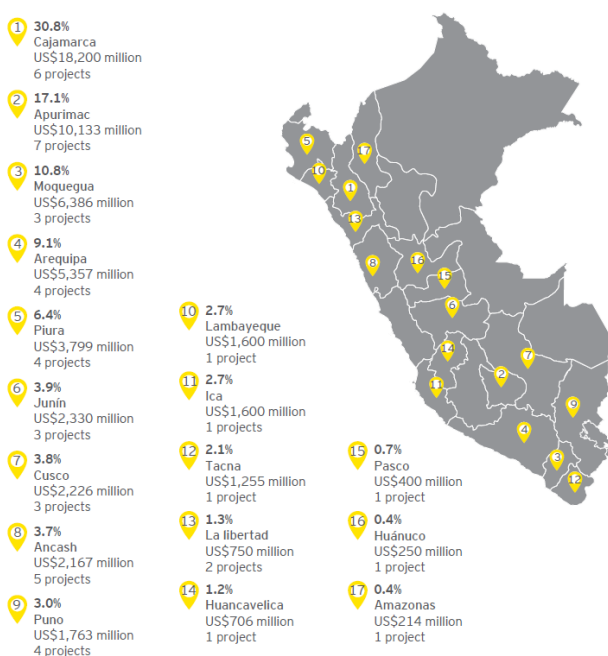 1 30.8%
Cajamarca
US$18,200 million
6 projects
2 17.1%
Apurimac
US$10,133 million
7 projects
3 10.8%
Moquegua
US$6,386 million
3 projects
4 9.1%
Arequipa
US$5,357 million
4 projects
5 6.4%
Piura
US$3,799 million
4 projects
6 3.9%
Junín
US$2,330 million
3 projects
7 3.8%
Cusco
US$2,226 million
3 projects
8 3.7%
Ancash
US$2,167 million
5 projects
9 3.0%
Puno
US$1,763 million
4 projects
10 2.7%
Lambayeque
US$1,600 million
1 project
11 2.7%
Ica
US$1,600 million
1 projects
12 2.1%
Tacna
US$1,255 million
1 project
13 1.3%
La libertad
US$750 million
2 projects
14 1.2%
Huancavelica
US$706 million
1 project
15 0.7%
Pasco
US$400 million
1 project
16 0.4%
Huánuco
US$250 million
1 project
17 0.4%
Amazonas
US$214 million
1 project
5
17
10
1
13
8
16
15
6
14
7
2
11
9
4
3
12